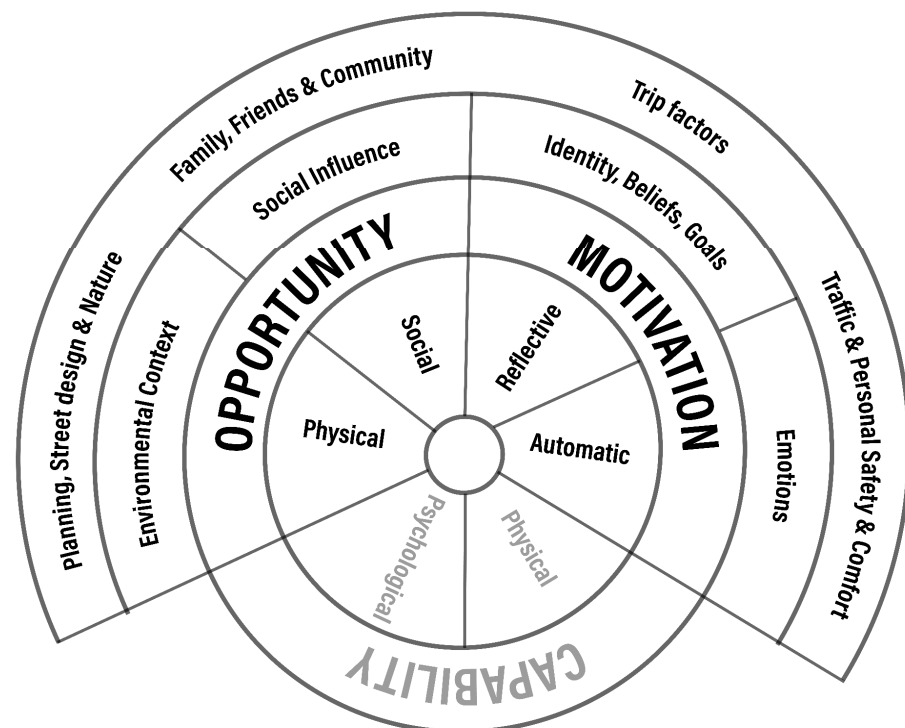 Family, Friends & Community
Trip factors
Planning, Street design & Nature
Traffic & Personal Safety & Comfort
Social Influence
Identity, Beliefs, Goals
Environmental Context
Emotions
OPPORTUNITY
MOTIVATION
CAPABILITY
Social
Reflective
Physical
Automatic
Psychological
Physical